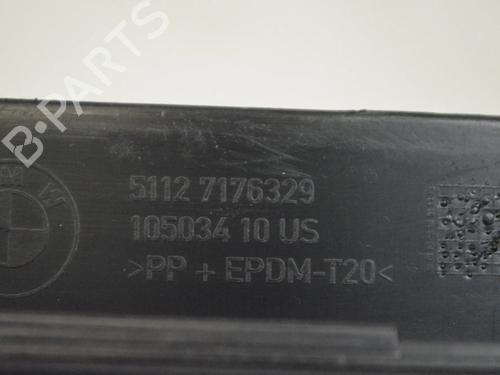 B-PARTS
5112 7176329
105034 10 US
>PP + EPDM-T20<